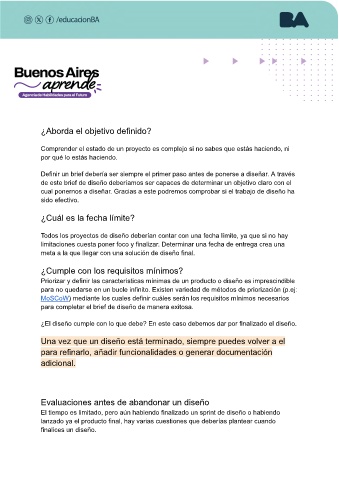 /educacionBA
BA
Buenos Aires
aprende
Agencia de Habilidades para el Futuro
¿Aborda el objetivo definido?
Comprender el estado de un proyecto es complejo si no sabes que estás haciendo, ni
por qué lo estás haciendo.
Definir un brief debería ser siempre el primer paso antes de ponerse a diseñar. A través
de este brief de diseño deberíamos ser capaces de determinar un objetivo claro con el
cual ponernos a diseñar. Gracias a este podremos comprobar si el trabajo de diseño ha
sido efectivo.
¿Cuál es la fecha límite?
Todos los proyectos de diseño deberían contar con una fecha límite, ya que si no hay
limitaciones cuesta poner foco y finalizar. Determinar una fecha de entrega crea una
meta a la que llegar con una solución de diseño final.
¿Cumple con los requisitos mínimos?
Priorizar y definir las características mínimas de un producto o diseño es imprescindible
para no quedarse en un bucle infinito. Existen variedad de métodos de priorización (p.ej:
MoSCoW) mediante los cuales definir cuáles serán los requisitos mínimos necesarios
para completar el brief de diseño de manera exitosa.
¿El diseño cumple con lo que debe? En este caso debemos dar por finalizado el diseño.
Una vez que un diseño está terminado, siempre puedes volver a el
para refinarlo, añadir funcionalidades o generar documentación
adicional.
Evaluaciones antes de abandonar un diseño
El tiempo es limitado, pero aún habiendo finalizado un sprint de diseño o habiendo
lanzado ya el producto final, hay varias cuestiones que deberías plantear cuando
finalices un diseño.